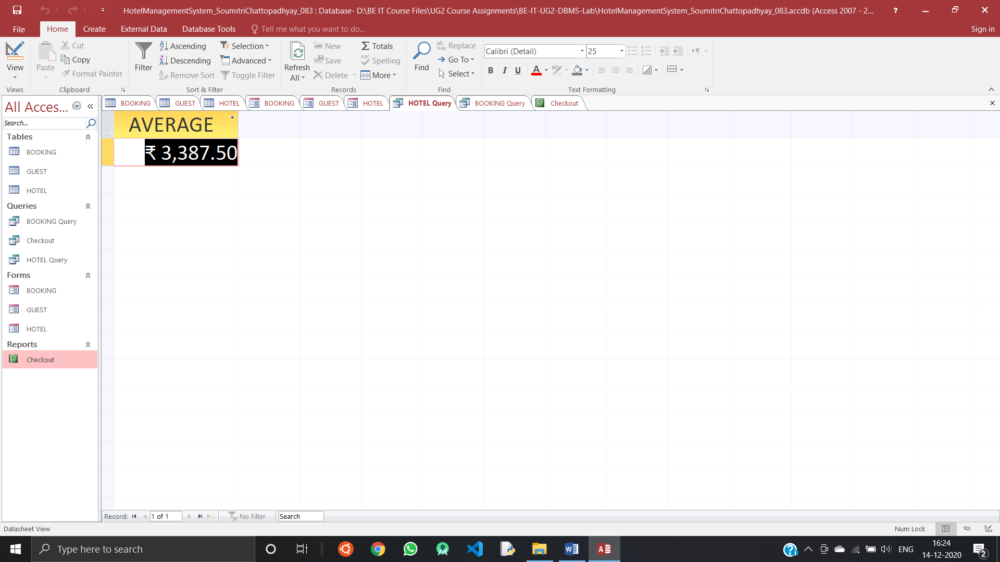 HotelManagementSystem_SoumitriChattopadhyay_083 : Database- D:\BE IT Course Files\UG2 Course Assignments\BE-IT-UG2-DBMS-Lab\HotelManagementSystem_SoumitriChattopadhyay_083.accdb (Access 2007 - 2... ?
File Home Create External Data Database Tools Tell me what you want to do... Sign in
View
Views
Paste
Cut
Copy
Format Painter
Clipboard
Filter
Ascending
Descending
Remove Sort
Selection
Advanced
Toggle Filter
Sort & Filter
Refresh
All
New
Save
Delete
Totals
Spelling
More
Records
Find
Replace
Go To
Select
Find
Calibri (Detail) 25
B I U A
Text Formatting
All Acces... «
Search...
Tables
BOOKING
GUEST
HOTEL
Queries
BOOKING Query
Checkout
HOTEL Query
Forms
BOOKING
GUEST
HOTEL
Reports
Checkout
BOOKING GUEST HOTEL BOOKING GUEST HOTEL HOTEL Query BOOKING Query Checkout
AVERAGE
₹ 3,387.50
Record: 1 of 1 No Filter Search
Datasheet View Num Lock SQL
Type here to search ENG 16:24
14-12-2020 2